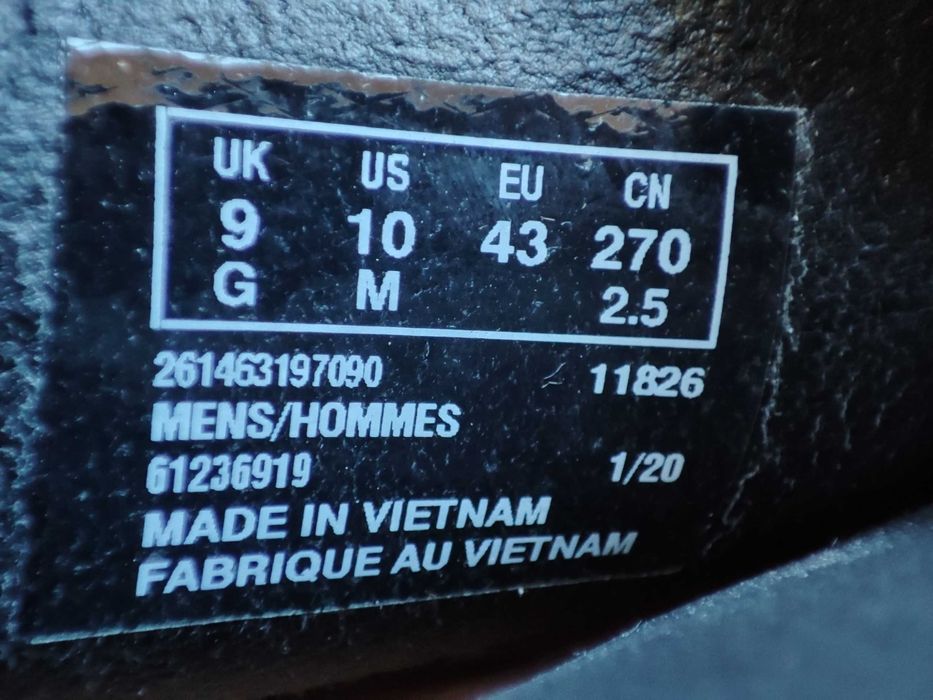 UK US EU CN
9 10 43 270
G M 2.5
261463197090 11826
MENS/HOMMES
61236919 1/20
MADE IN VIETNAM
FABRIQUE AU VIETNAM